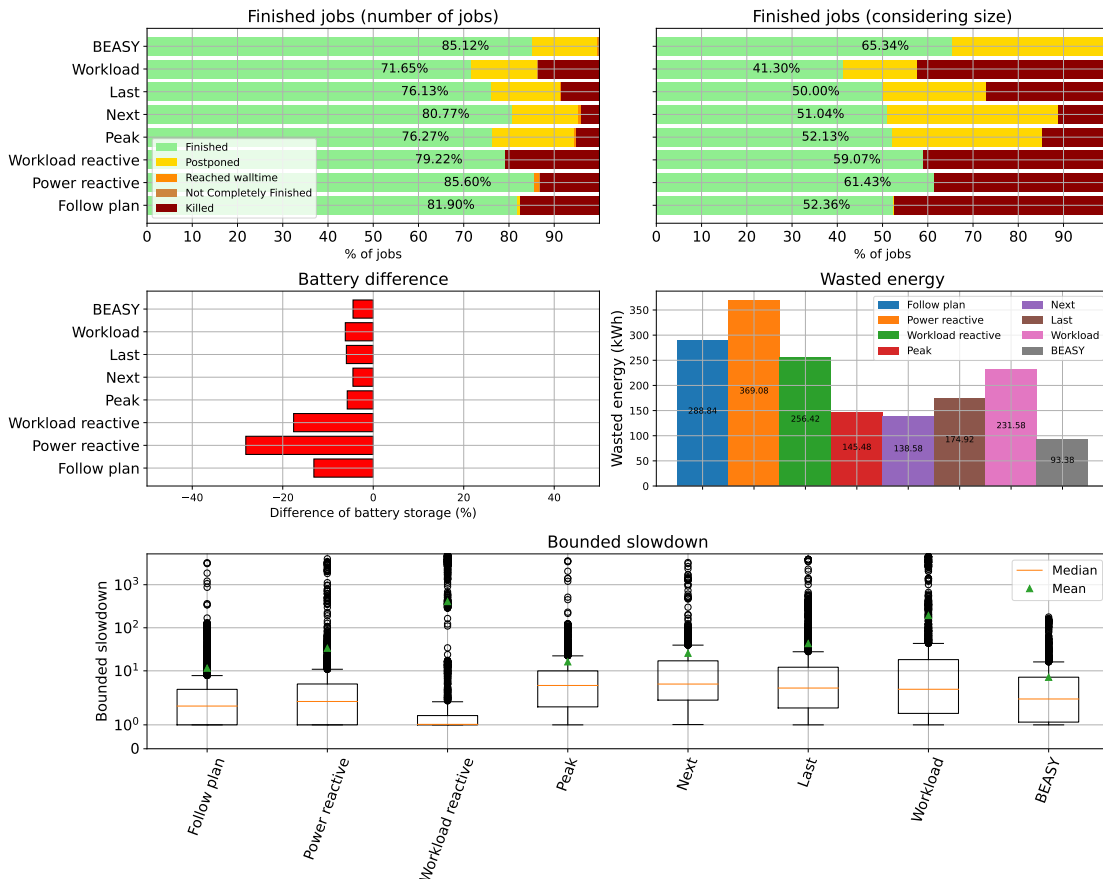 Finished jobs (number of jobs)
BEASY
85.12%
Workload
71.65%
Last
76.13%
Next
80.77%
Peak
76.27%
Workload reactive
79.22%
Power reactive
85.60%
Follow plan
81.90%
Finished
Postponed
Reached walltime
Not Completely Finished
Killed
0 10 20 30 40 50 60 70 80 90
% of jobs
Finished jobs (considering size)
65.34%
41.30%
50.00%
51.04%
52.13%
59.07%
61.43%
52.36%
0 10 20 30 40 50 60 70 80 90
% of jobs
Battery difference
BEASY
Workload
Last
Next
Peak
Workload reactive
Power reactive
Follow plan
−40 −20 0 20 40
Difference of battery storage (%)
Wasted energy
Wasted energy (kWh)
350
300
250
200
150
100
50
0
Follow plan
Power reactive
Workload reactive
Peak
Next
Last
Workload
BEASY
288.84
369.08
256.42
145.48
138.58
174.92
231.58
93.38
Bounded slowdown
Bounded slowdown
10³
10²
10¹
10⁰
0
Median
Mean
Follow plan
Power reactive
Workload reactive
Peak
Next
Last
Workload
BEASY